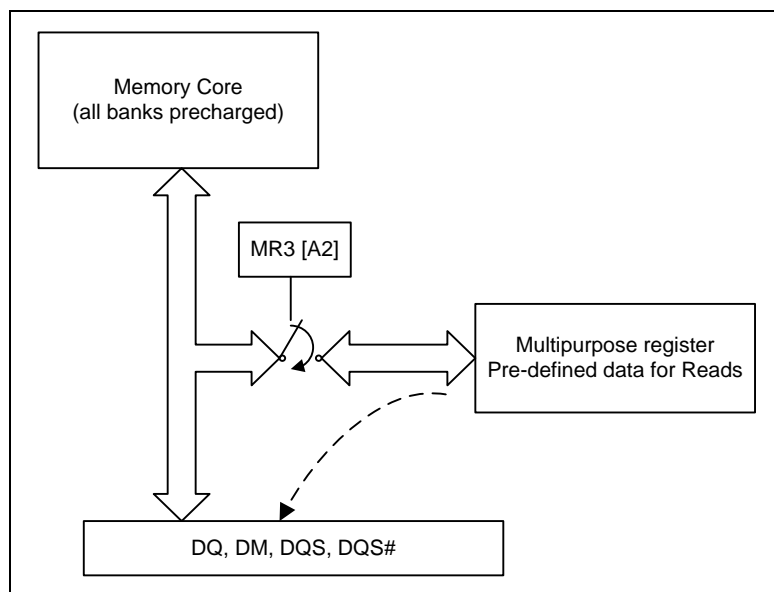 Memory Core
(all banks precharged)
MR3 [A2]
Multipurpose register
Pre-defined data for Reads
DQ, DM, DQS, DQS#